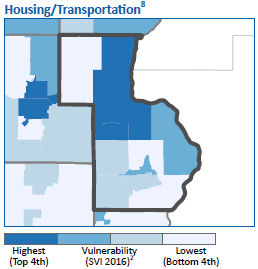 Housing/Transportation8
Highest Vulnerability Lowest
(Top 4th) (SVI 2016)2 (Bottom 4th)